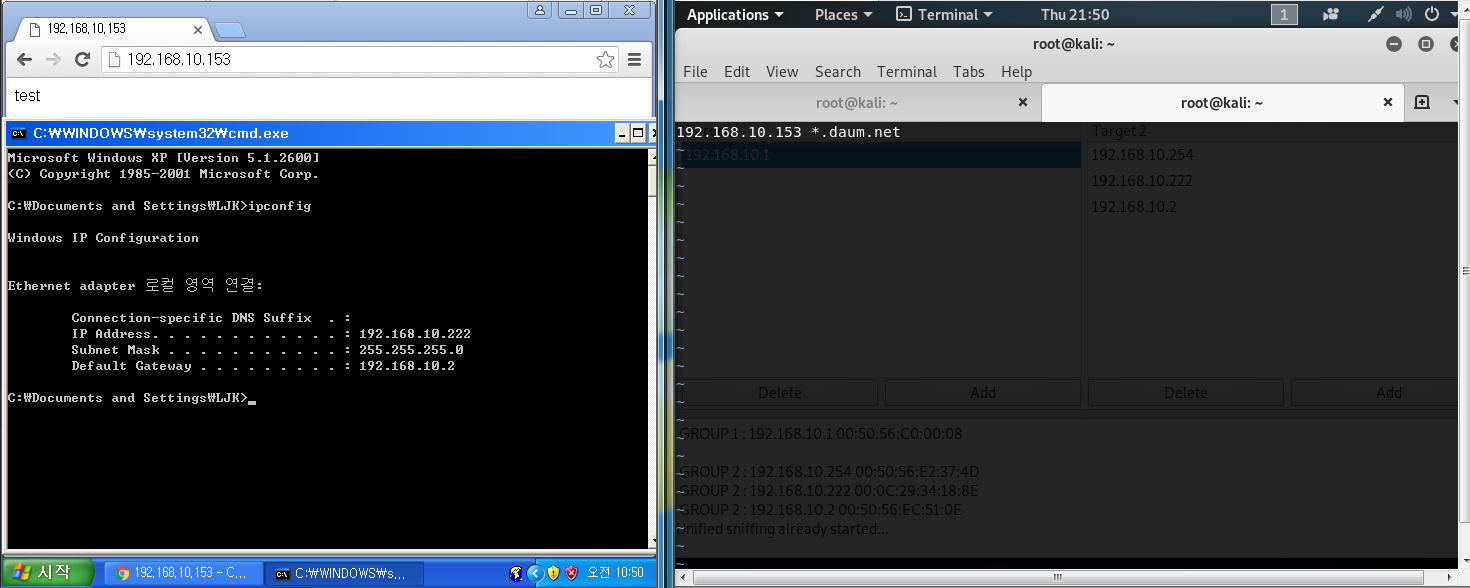 192.168.10.153
192.168.10.153
test
C:₩WINDOWS₩system32₩cmd.exe
Microsoft Windows XP [Version 5.1.2600]
(C) Copyright 1985-2001 Microsoft Corp.
C:₩Documents and Settings₩LJK>ipconfig
Windows IP Configuration
Ethernet adapter 로컬 영역 연결:
Connection-specific DNS Suffix . :
IP Address. . . . . . . . . . . . : 192.168.10.222
Subnet Mask . . . . . . . . . . . : 255.255.255.0
Default Gateway . . . . . . . . . : 192.168.10.2
C:₩Documents and Settings₩LJK>_
시작
192.168.10.153 - C...
C:₩WINDOWS₩s...
오전 10:50
Applications Places Terminal Thu 21:50 1
root@kali: ~
File Edit View Search Terminal Tabs Help
root@kali: ~
root@kali: ~
192.168.10.153 *.daum.net
Target 2
192.168.10.1
192.168.10.254
192.168.10.222
192.168.10.2
~
~
~
~
~
~
~
~
~
~
~
~
~
~
Delete Add Delete Add
~
~
GROUP 1 : 192.168.10.1 00:50:56:C0:00:08
~
GROUP 2 : 192.168.10.254 00:50:56:E2:37:4D
~
GROUP 2 : 192.168.10.222 00:0C:29:34:18:8E
~
GROUP 2 : 192.168.10.2 00:50:56:EC:51:0E
~
Unified sniffing already started...
~
~